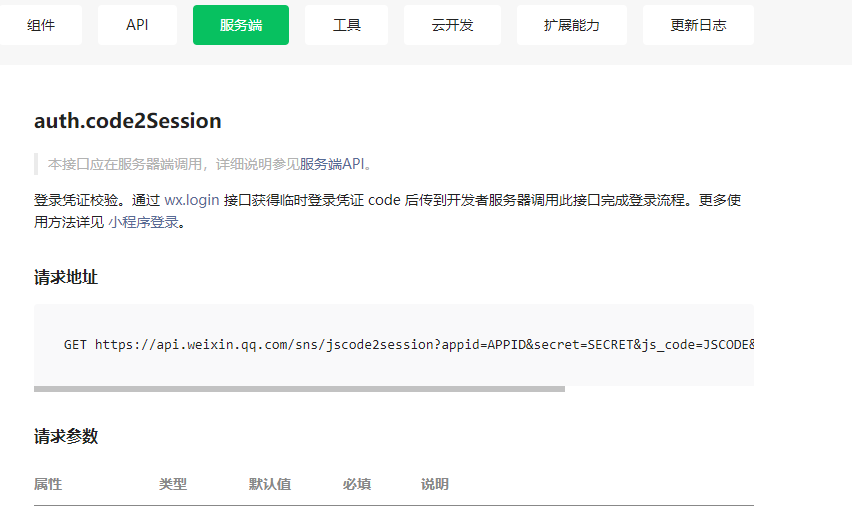 组件 API 服务端 工具 云开发 扩展能力 更新日志
auth.code2Session
本接口应在服务器端调用，详细说明参见服务端API。
登录凭证校验。通过 wx.login 接口获得临时登录凭证 code 后传到开发者服务器调用此接口完成登录流程。更多使
用方法详见 小程序登录。
请求地址
GET https://api.weixin.qq.com/sns/jscode2session?appid=APPID&secret=SECRET&js_code=JSCODE&
请求参数
属性 类型 默认值 必填 说明